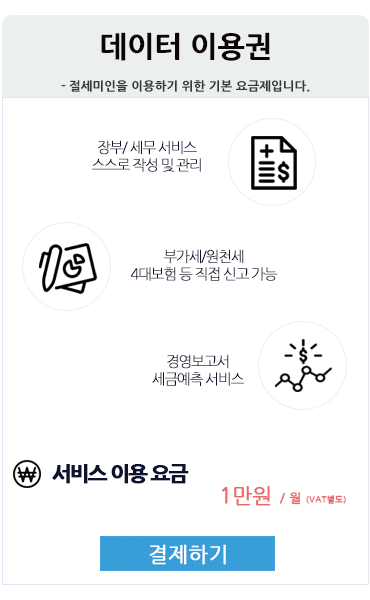 데이터 이용권
- 절세미인을 이용하기 위한 기본 요금제입니다.
장부/ 세무 서비스
스스로 작성 및 관리
부가세/원천세
4대보험 등 직접 신고 가능
경영보고서
세금예측 서비스
서비스 이용 요금
1만원 / 월 (VAT별도)
결제하기